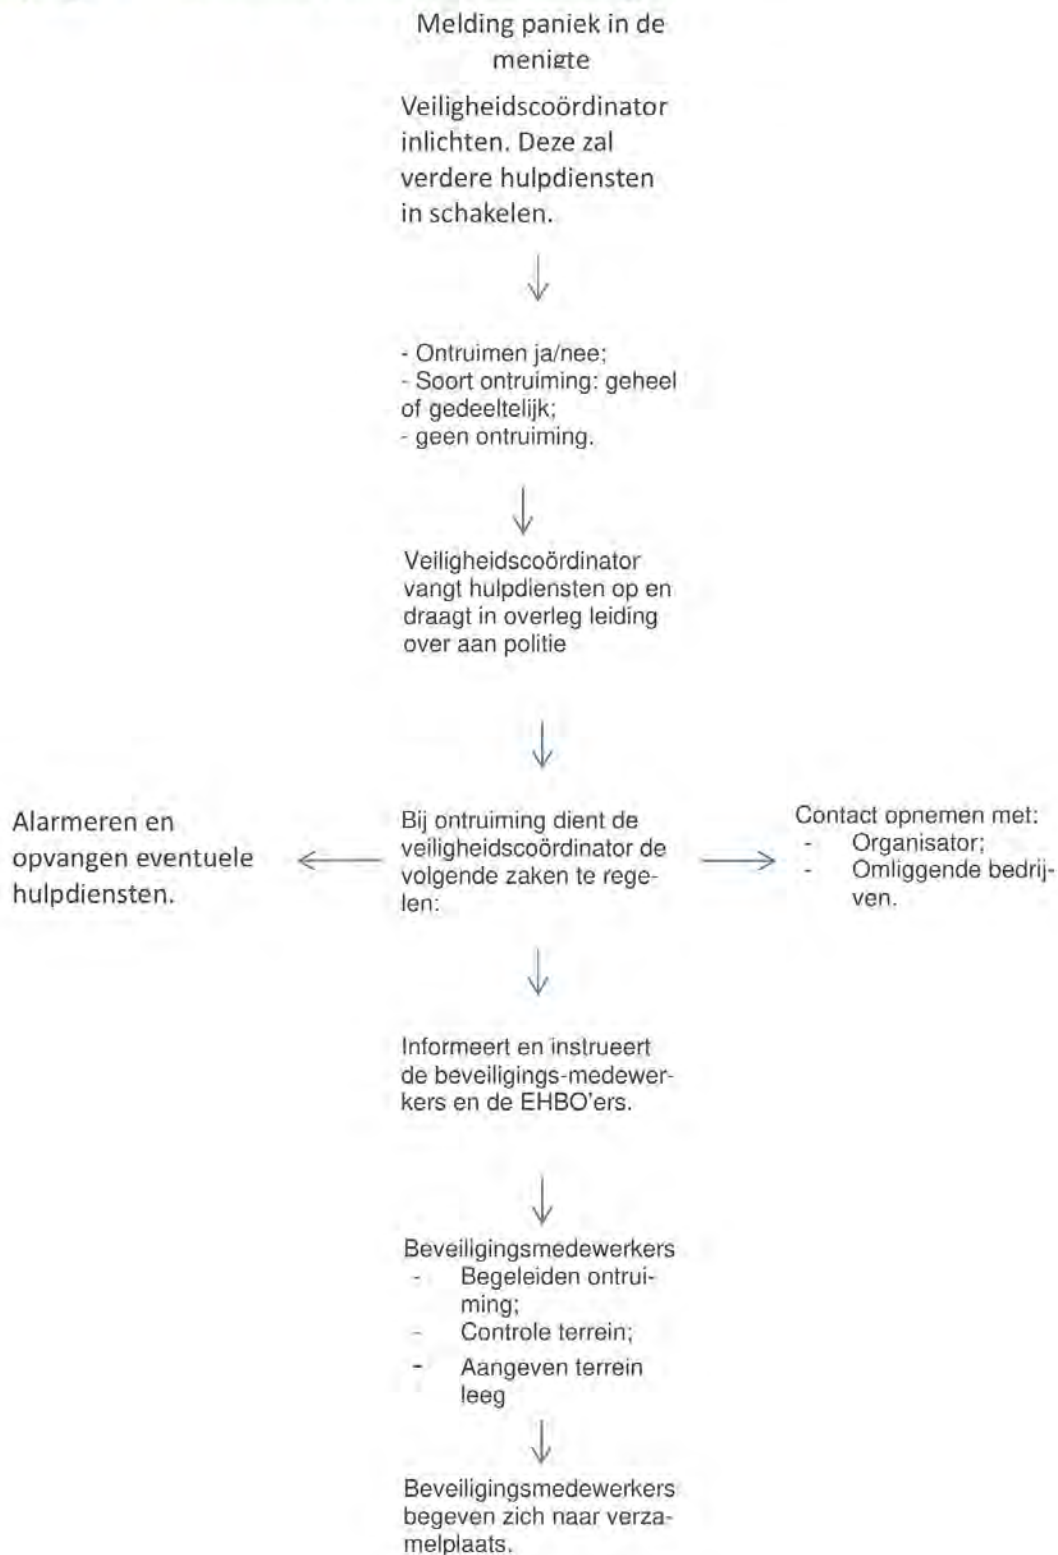 Melding paniek in de
menigte
Veiligheidscoördinator
inlichten. Deze zal
verdere hulpdiensten
in schakelen.
- Ontruimen ja/nee;
- Soort ontruiming: geheel
of gedeeltelijk;
- geen ontruiming.
Veiligheidscoördinator
vangt hulpdiensten op en
draagt in overleg leiding
over aan politie
Alarmeren en
opvangen eventuele
hulpdiensten.
Bij ontruiming dient de
veiligheidscoördinator de
volgende zaken te rege-
len:
Contact opnemen met:
- Organisator;
- Omliggende bedrij-
ven.
Informeert en instrueert
de beveiligings-medewer-
kers en de EHBO'ers.
Beveiligingsmedewerkers
- Begeleiden ontrui-
ming;
- Controle terrein;
- Aangeven terrein
leeg
Beveiligingsmedewerkers
begeven zich naar verza-
melplaats.